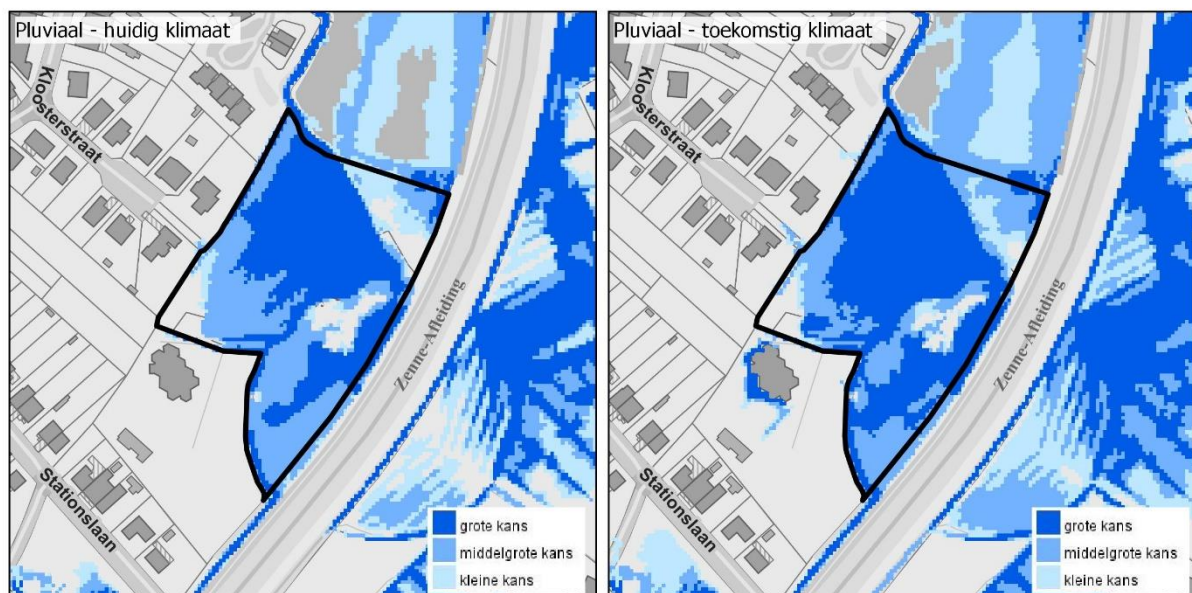 Pluviaal - huidig klimaat
Kloosterstraat
Zenne-Afleiding
Stationslaan
grote kans
middelgrote kans
kleine kans
Pluviaal - toekomstig klimaat
Kloosterstraat
Zenne-Afleiding
Stationslaan
grote kans
middelgrote kans
kleine kans